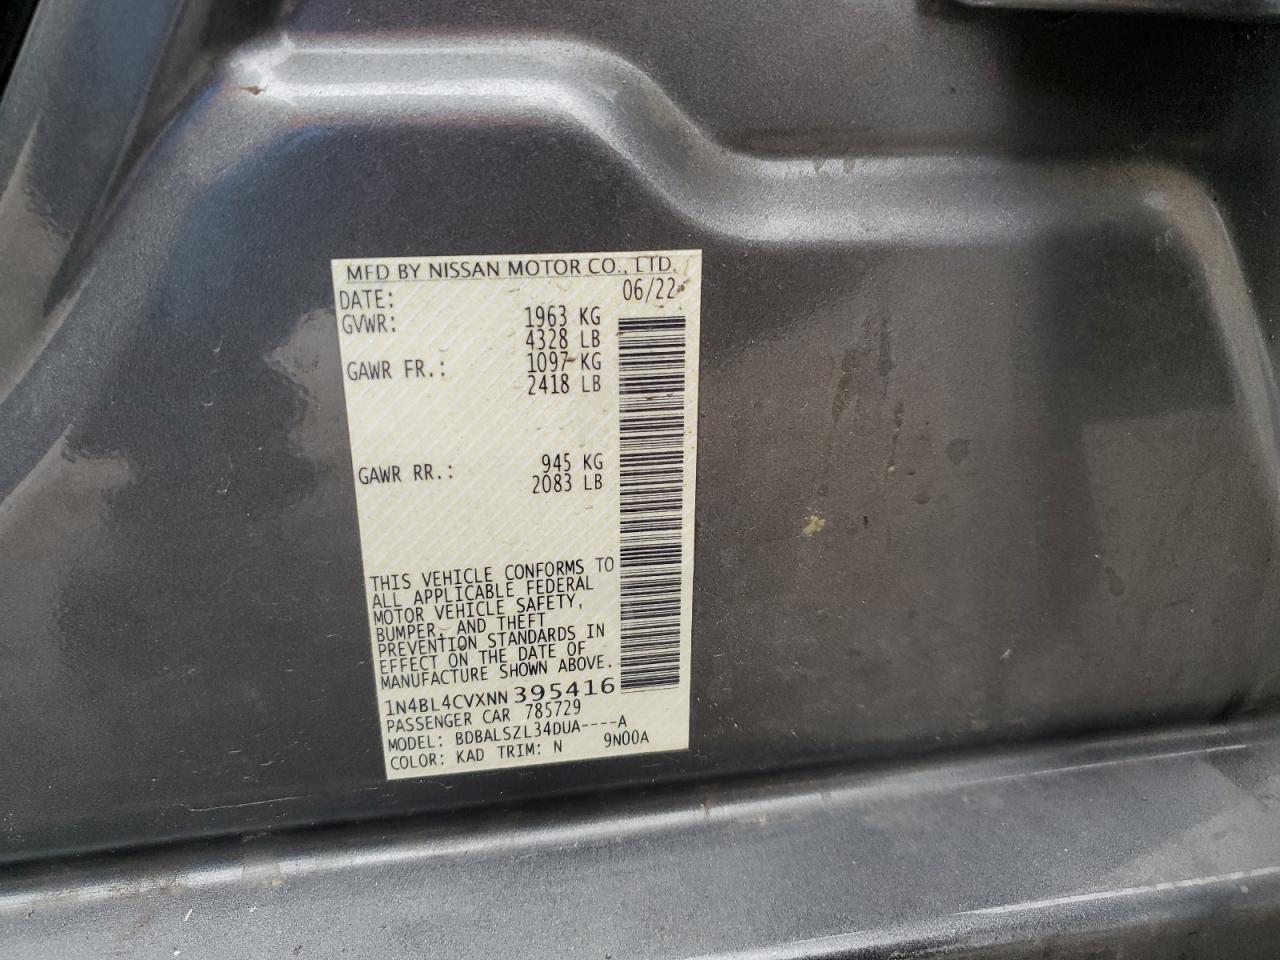 MFD BY NISSAN MOTOR CO., LTD.
DATE: 06/22
GVWR: 1963 KG
4328 LB
GAWR FR.: 1097 KG
2418 LB
GAWR RR.: 945 KG
2083 LB
THIS VEHICLE CONFORMS TO
ALL APPLICABLE FEDERAL
MOTOR VEHICLE SAFETY,
BUMPER, AND THEFT
PREVENTION STANDARDS IN
EFFECT ON THE DATE OF
MANUFACTURE SHOWN ABOVE.
1N4BL4CVXNN395416
PASSENGER CAR 785729
MODEL: BDBALSZL34DUA----A
COLOR: KAD TRIM: N 9N00A